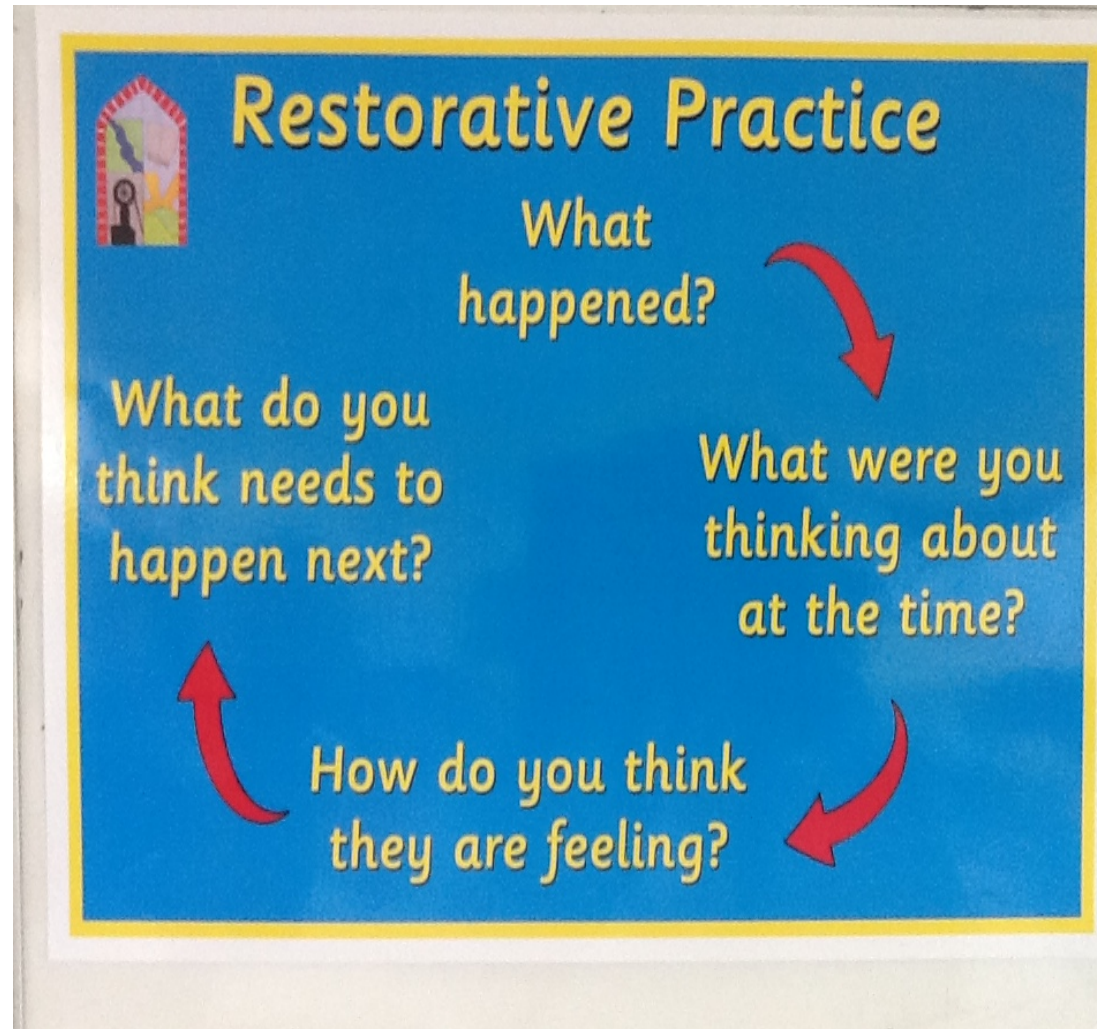 Restorative Practice
What
happened?
What were you
thinking about
at the time?
How do you think
they are feeling?
What do you
think needs to
happen next?